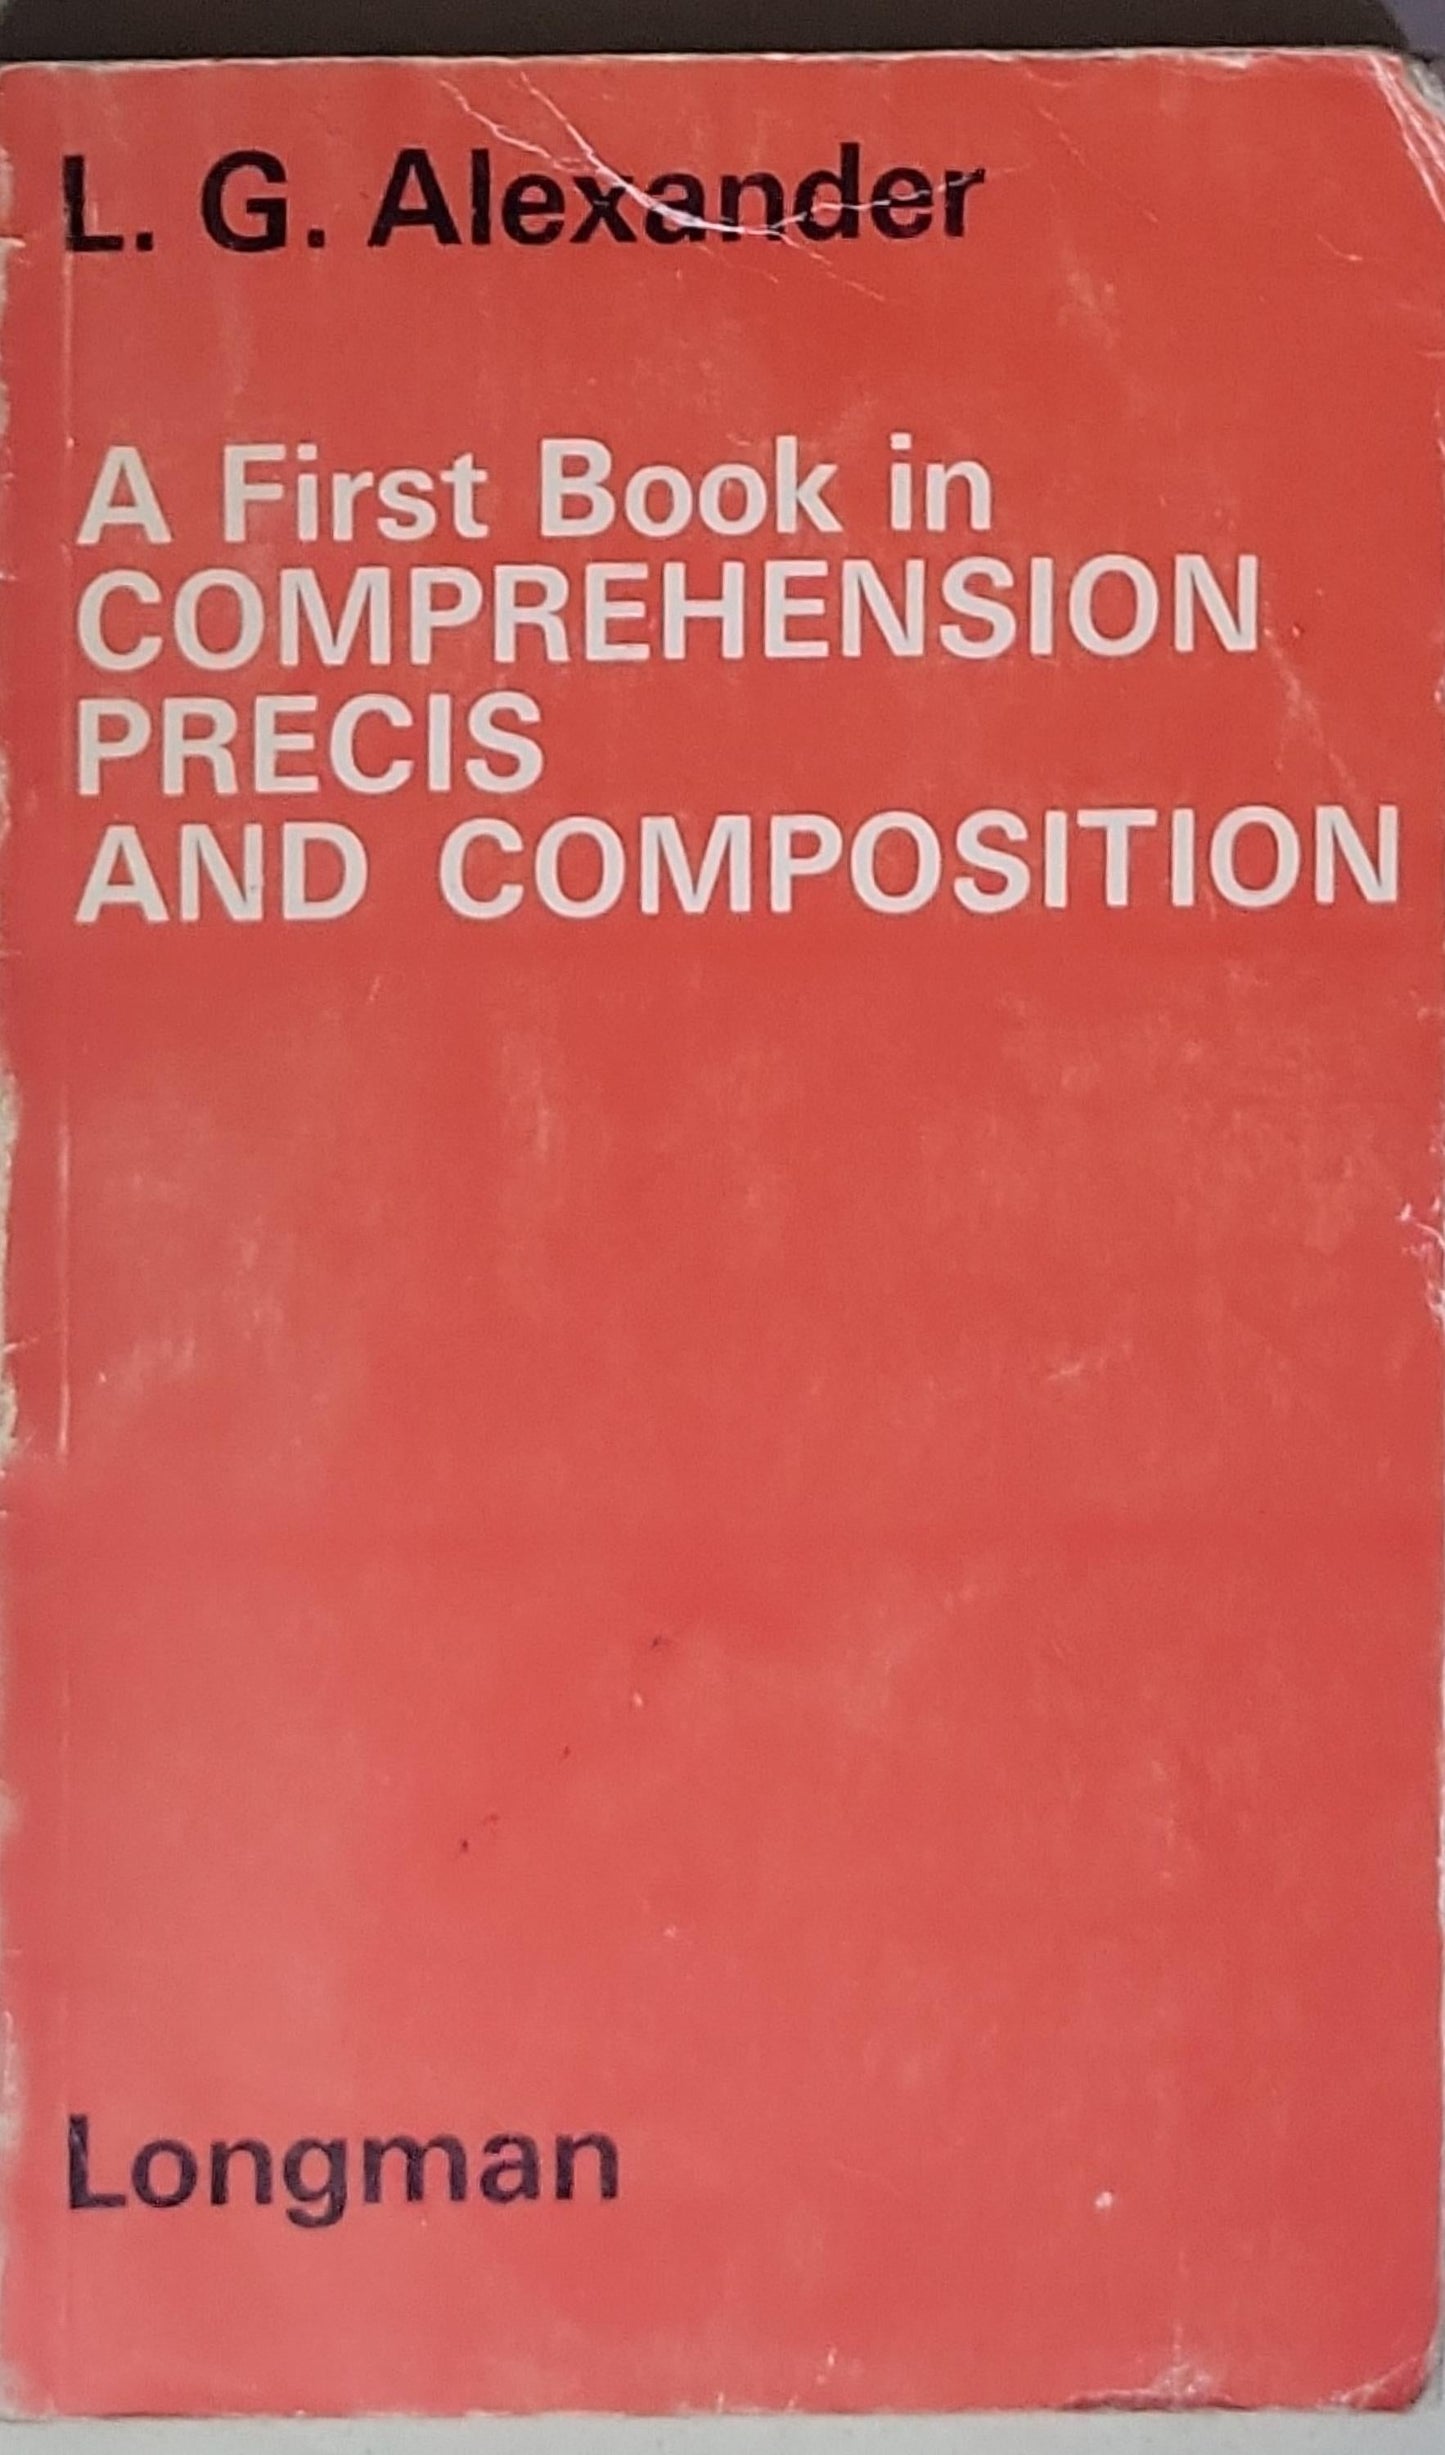 L. G. Alexander
A First Book in
COMPREHENSION
PRECIS
AND COMPOSITION
Longman